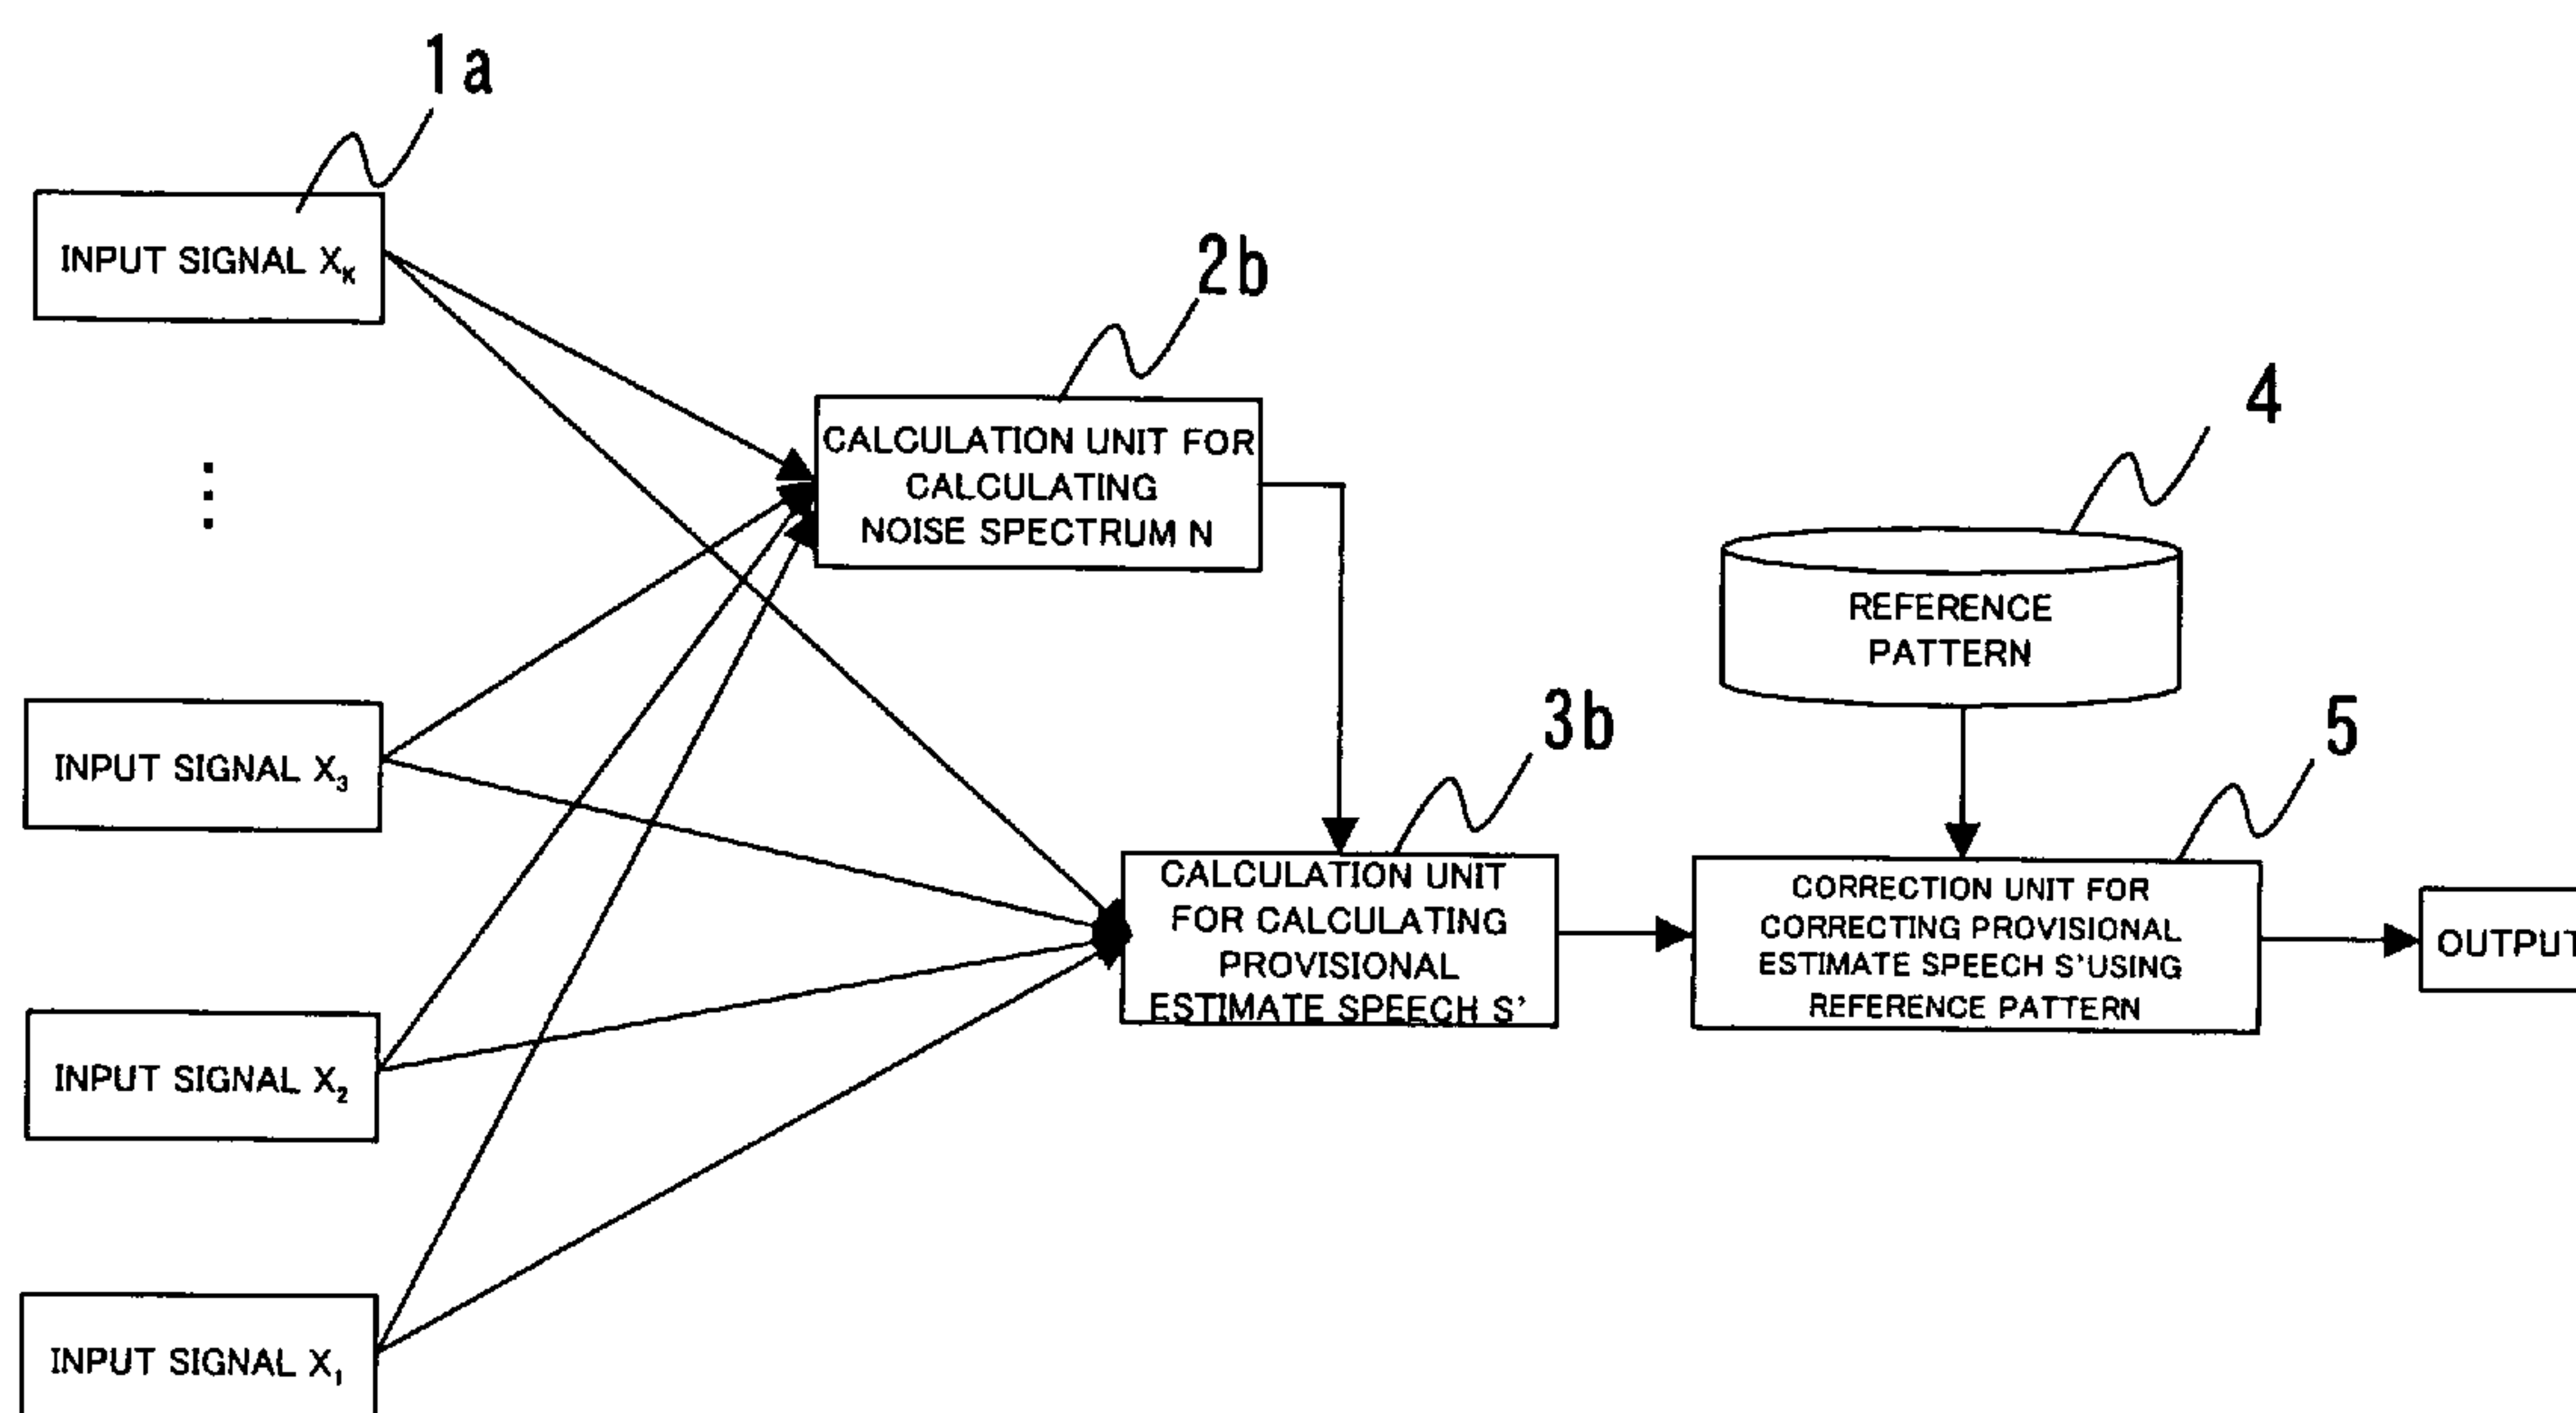 1a
INPUT SIGNAL XK
2b
CALCULATION UNIT FOR
CALCULATING
NOISE SPECTRUM N
4
REFERENCE
PATTERN
INPUT SIGNAL X3
3b
5
CALCULATION UNIT
FOR CALCULATING
PROVISIONAL
ESTIMATE SPEECH S'
CORRECTION UNIT FOR
CORRECTING PROVISIONAL
ESTIMATE SPEECH S'USING
REFERENCE PATTERN
OUTPUT
INPUT SIGNAL X2
INPUT SIGNAL X1